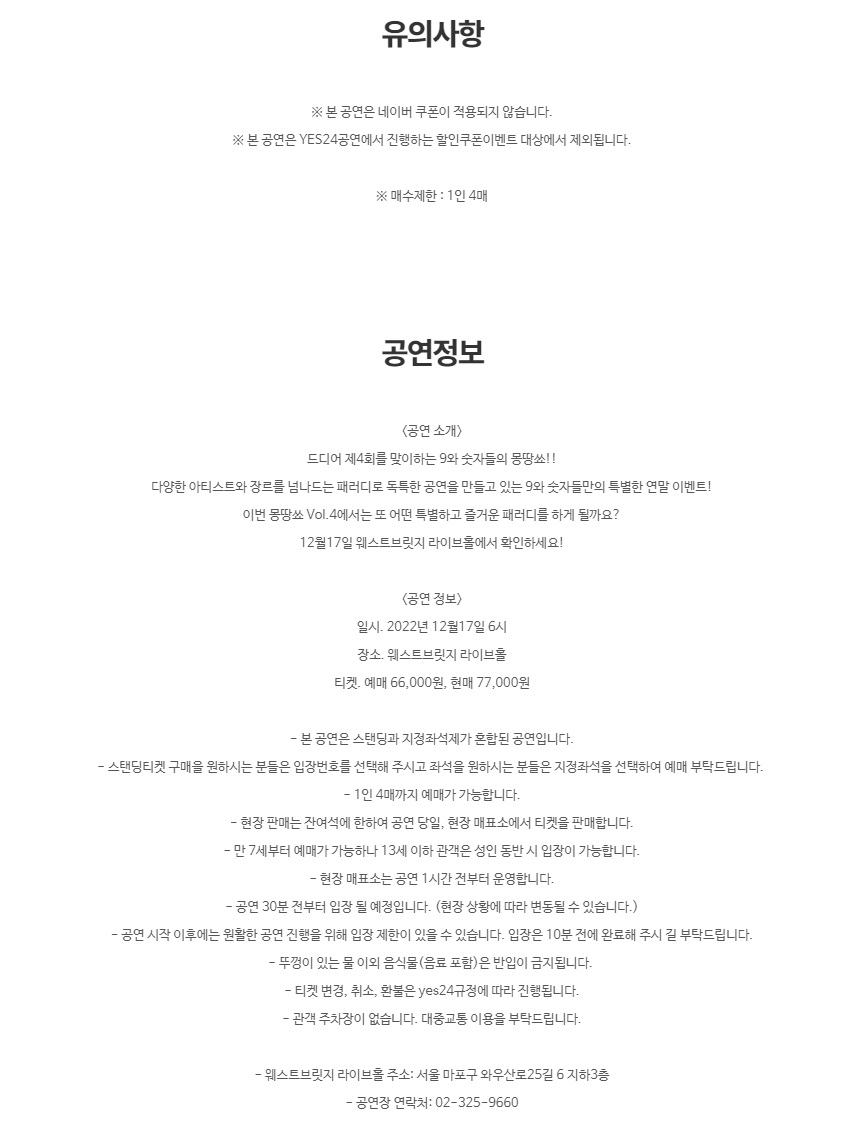 유의사항
※ 본 공연은 네이버 쿠폰이 적용되지 않습니다.
※ 본 공연은 YES24공연에서 진행하는 할인쿠폰이벤트 대상에서 제외됩니다.
※ 매수제한 : 1인 4매
공연정보
<공연 소개>
드디어 제4회를 맞이하는 9와 숫자들의 몽땅쑈!!
다양한 아티스트와 장르를 넘나드는 패러디로 독특한 공연을 만들고 있는 9와 숫자들만의 특별한 연말 이벤트!
이번 몽땅쑈 Vol.4에서는 또 어떤 특별하고 즐거운 패러디를 하게 될까요?
12월17일 웨스트브릿지 라이브홀에서 확인하세요!
<공연 정보>
일시. 2022년 12월17일 6시
장소. 웨스트브릿지 라이브홀
티켓. 예매 66,000원, 현매 77,000원
- 본 공연은 스탠딩과 지정좌석제가 혼합된 공연입니다.
- 스탠딩티켓 구매을 원하시는 분들은 입장번호를 선택해 주시고 좌석을 원하시는 분들은 지정좌석을 선택하여 예매 부탁드립니다.
- 1인 4매까지 예매가 가능합니다.
- 현장 판매는 잔여석에 한하여 공연 당일, 현장 매표소에서 티켓을 판매합니다.
- 만 7세부터 예매가 가능하나 13세 이하 관객은 성인 동반 시 입장이 가능합니다.
- 현장 매표소는 공연 1시간 전부터 운영합니다.
- 공연 30분 전부터 입장 될 예정입니다. (현장 상황에 따라 변동될 수 있습니다.)
- 공연 시작 이후에는 원활한 공연 진행을 위해 입장 제한이 있을 수 있습니다. 입장은 10분 전에 완료해 주시 길 부탁드립니다.
- 뚜껑이 있는 물 이외 음식물(음료 포함)은 반입이 금지됩니다.
- 티켓 변경, 취소, 환불은 yes24규정에 따라 진행됩니다.
- 관객 주차장이 없습니다. 대중교통 이용을 부탁드립니다.
- 웨스트브릿지 라이브홀 주소: 서울 마포구 와우산로25길 6 지하3층
- 공연장 연락처: 02-325-9660